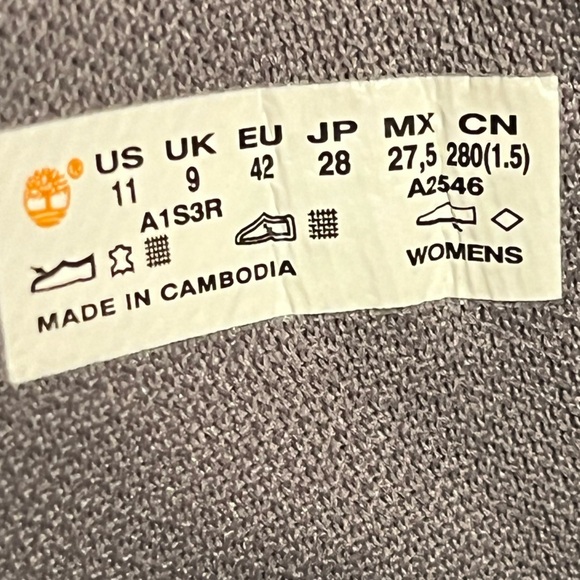 US UK EU JP MX CN
11 9 42 28 27,5 280(1.5)
A1S3R A2546
WOMENS
MADE IN CAMBODIA